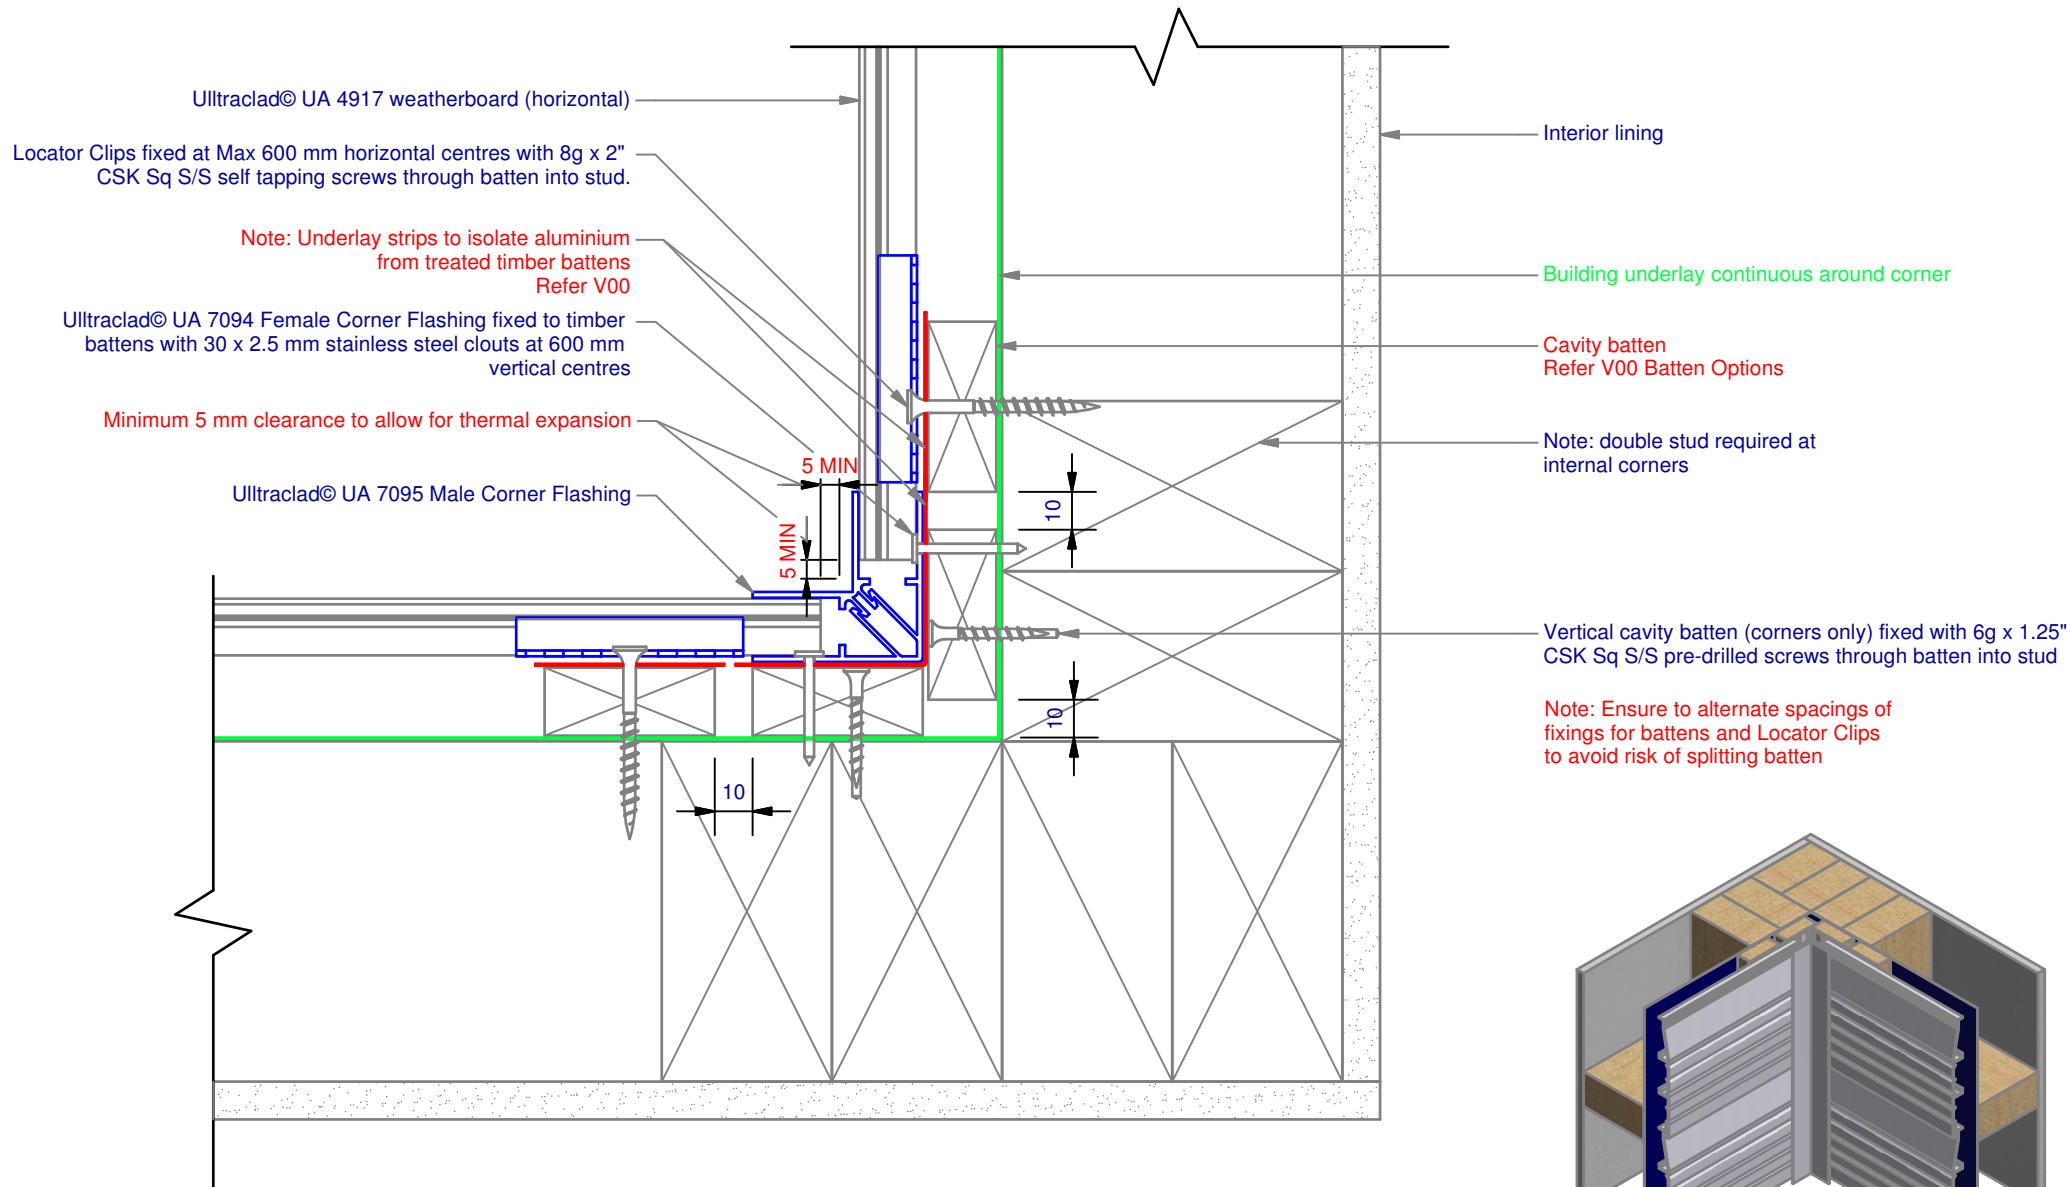 Ulltraclad© UA 4917 weatherboard (horizontal)
Locator Clips fixed at Max 600 mm horizontal centres with 8g x 2"
CSK Sq S/S self tapping screws through batten into stud.
Note: Underlay strips to isolate aluminium
from treated timber battens
Refer V00
Ulltraclad© UA 7094 Female Corner Flashing fixed to timber
battens with 30 x 2.5 mm stainless steel clouts at 600 mm
vertical centres
Minimum 5 mm clearance to allow for thermal expansion
Ulltraclad© UA 7095 Male Corner Flashing
5 MIN
5 MIN
10
10
10
Interior lining
Building underlay continuous around corner
Cavity batten
Refer V00 Batten Options
Note: double stud required at
internal corners
Vertical cavity batten (corners only) fixed with 6g x 1.25"
CSK Sq S/S pre-drilled screws through batten into stud
Note: Ensure to alternate spacings of
fixings for battens and Locator Clips
to avoid risk of splitting batten